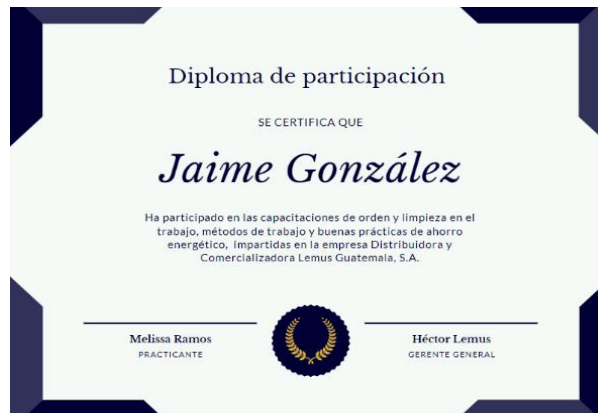 Diploma de participación
SE CERTIFICA QUE
Jaime González
Ha participado en las capacitaciones de orden y limpieza en el
trabajo, métodos de trabajo y buenas prácticas de ahorro
energético, impartidas en la empresa Distribuidora y
Comercializadora Lemus Guatemala, S.A.
Melissa Ramos
PRACTICANTE
Héctor Lemus
GERENTE GENERAL